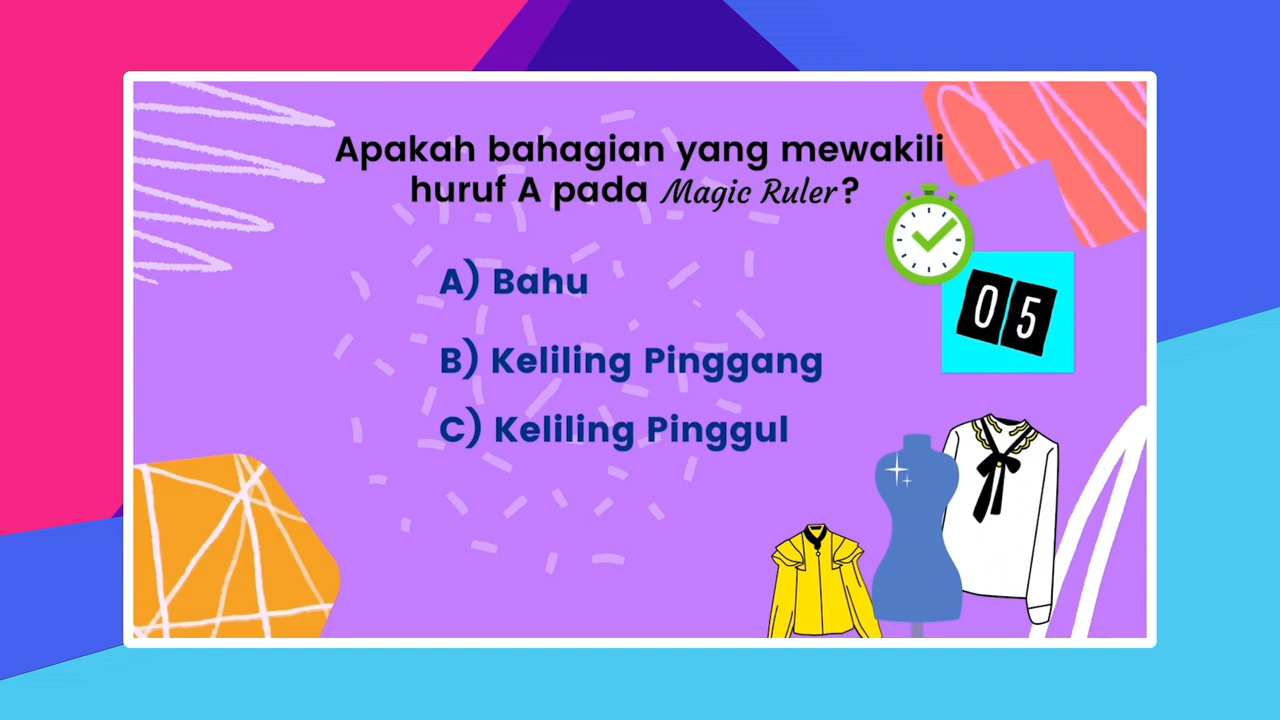 Apakah bahagian yang mewakili
huruf A pada Magic Ruler?
A) Bahu
B) Keliling Pinggang
C) Keliling Pinggul
05